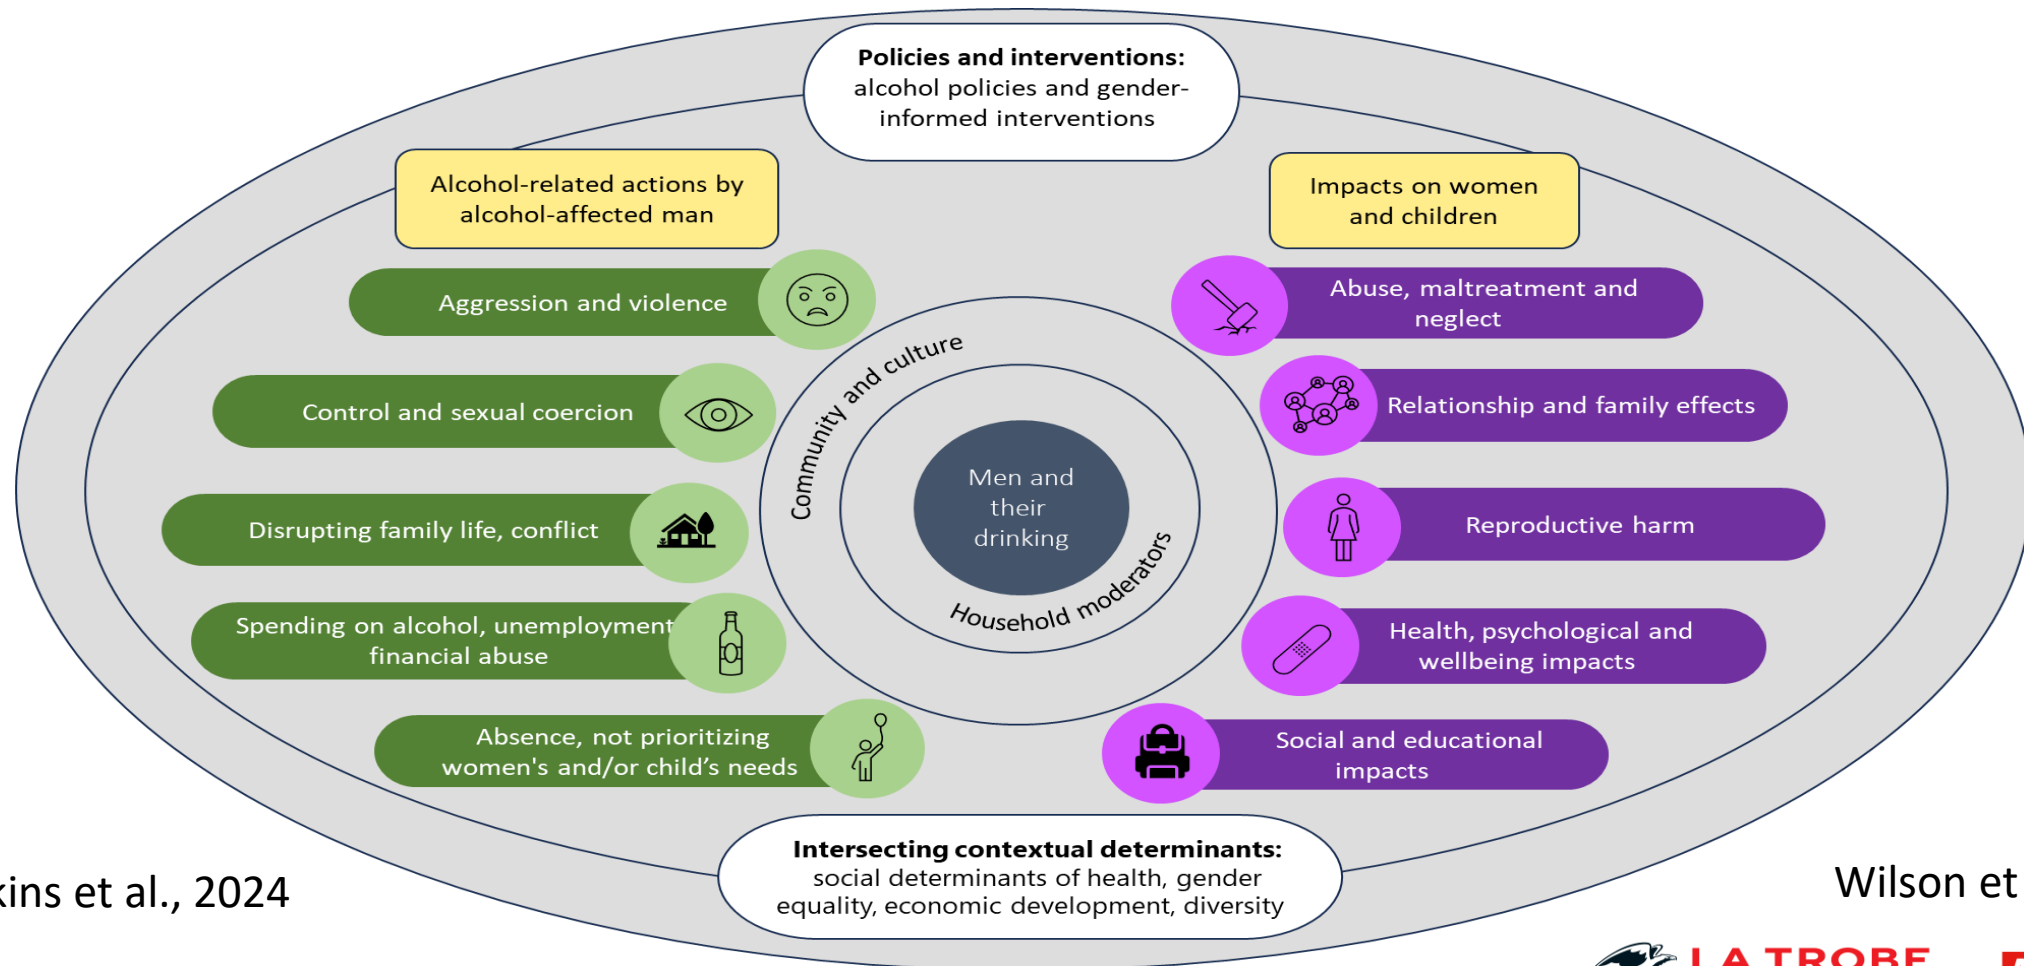 Policies and interventions:
alcohol policies and gender-
informed interventions
Alcohol-related actions by
alcohol-affected man
Impacts on women
and children
Aggression and violence
Control and sexual coercion
Disrupting family life, conflict
Spending on alcohol, unemployment
financial abuse
Absence, not prioritizing
women's and/or child’s needs
Community and culture
Men and
their
drinking
Household moderators
Abuse, maltreatment and
neglect
Relationship and family effects
Reproductive harm
Health, psychological and
wellbeing impacts
Social and educational
impacts
Intersecting contextual determinants:
social determinants of health, gender
equality, economic development, diversity
kins et al., 2024
Wilson et
LA TROBE